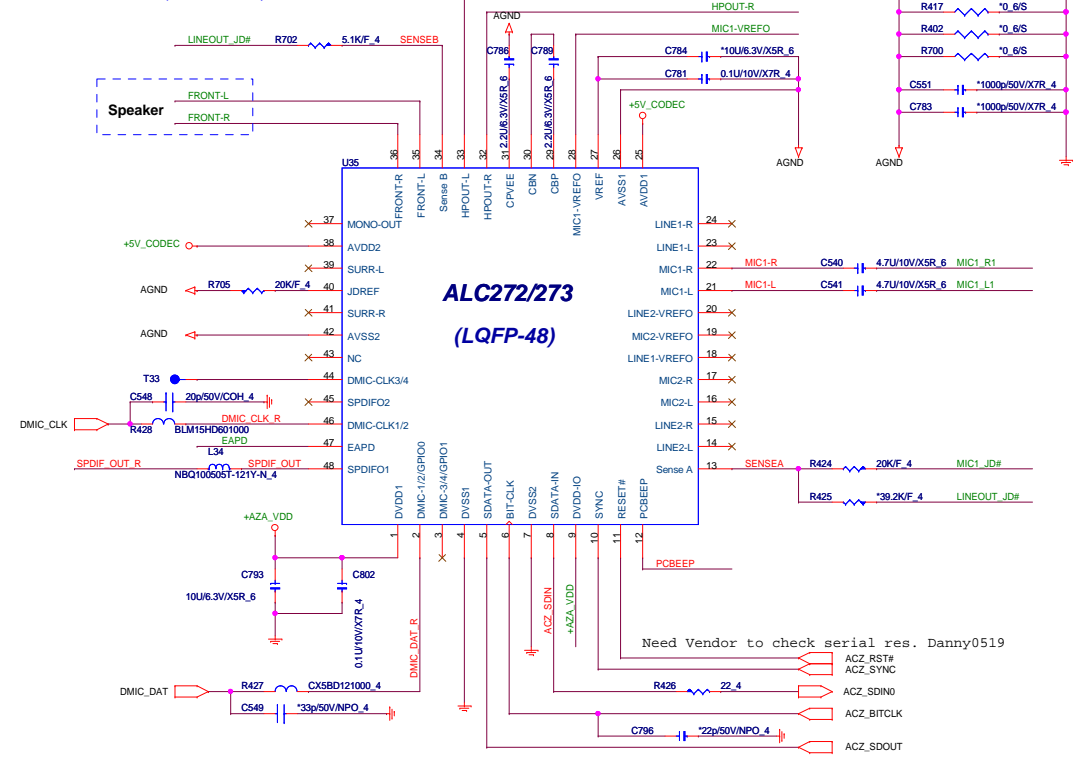 HPOUT-R
MIC1-VREFO
R417 *0_6/S
R402 *0_6/S
R700 *0_6/S
C551 *1000p/50V/X7R_4
C783 *1000p/50V/X7R_4
AGND
AGND
LINEOUT_JD# R702 5.1K/F_4 SENSEB
AGND
C786
2.2U/6.3V/X5R_6
C789
2.2U/6.3V/X5R_6
C784 *10U/6.3V/X5R_6
C781 0.1U/10V/X7R_4
+5V_CODEC
Speaker
FRONT-L
FRONT-R
U35
36 35 34 33 32 31 30 29 28 27 26 25
FRONT-R
FRONT-L
Sense B
HPOUT-L
HPOUT-R
CPVEE
CBN
CBP
MIC1-VREFO
VREF
AVSS1
AVDD1
37 MONO-OUT
+5V_CODEC 38 AVDD2
39 SURR-L
AGND R705 20K/F_4 40 JDREF
41 SURR-R
AGND 42 AVSS2
43 NC
T33 44 DMIC-CLK3/4
C548 20p/50V/COH_4
45 SPDIFO2
DMIC_CLK R428 BLM15HD601000 DMIC_CLK_R 46 DMIC-CLK1/2
EAPD 47 EAPD
SPDIF_OUT_R L34 SPDIF_OUT 48 SPDIFO1
NBQ100505T-121Y-N_4
ALC272/273
(LQFP-48)
LINE1-R 24
LINE1-L 23
MIC1-R 22 MIC1-R C540 4.7U/10V/X5R_6 MIC1_R1
MIC1-L 21 MIC1-L C541 4.7U/10V/X5R_6 MIC1_L1
LINE2-VREFO 20
MIC2-VREFO 19
LINE1-VREFO 18
MIC2-R 17
MIC2-L 16
LINE2-R 15
LINE2-L 14
Sense A 13 SENSEA R424 20K/F_4 MIC1_JD#
R425 *39.2K/F_4 LINEOUT_JD#
DVDD1
DMIC-1/2/GPIO0
DMIC-3/4/GPIO1
DVSS1
SDATA-OUT
BIT-CLK
DVSS2
SDATA-IN
DVDD-IO
SYNC
RESET#
PCBEEP
1 2 3 4 5 6 7 8 9 10 11 12
+AZA_VDD
C793
10U/6.3V/X5R_6
C802
0.1U/10V/X7R_4
DMIC_DAT_R
ACZ_SDIN
+AZA_VDD
PCBEEP
Need Vendor to check serial res. Danny0519
ACZ_RST#
ACZ_SYNC
DMIC_DAT R427 CX5BD121000_4
R426 22_4 ACZ_SDIN0
C549 *33p/50V/NPO_4
ACZ_BITCLK
C796 *22p/50V/NPO_4
ACZ_SDOUT